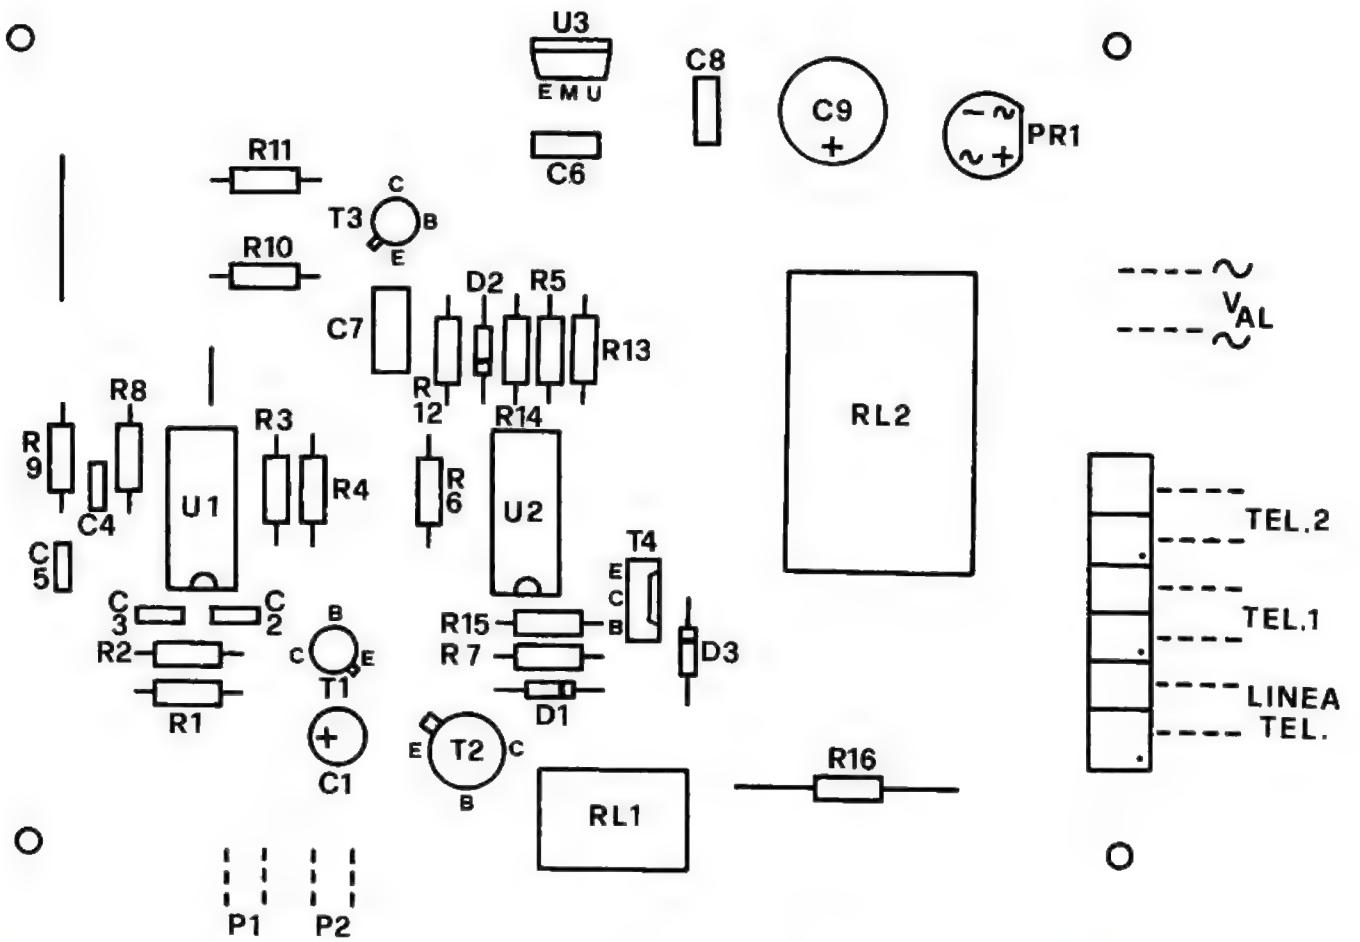 U3
E M U
C8
C9
+
− ~
~ +
PR1
C6
R11
C
T3
B
E
R10
C7
D2
R5
R13
R
12
R14
~
VAL
~
RL2
R8
R
9
C4
C
5
U1
R3
R4
R
6
U2
T4
E
C
B
TEL.2
TEL.1
LINEA
TEL.
C
3
C
2
R2
R1
B
C
E
T1
+
C1
R15
R7
D1
D3
E
T2
C
B
RL1
R16
P1
P2